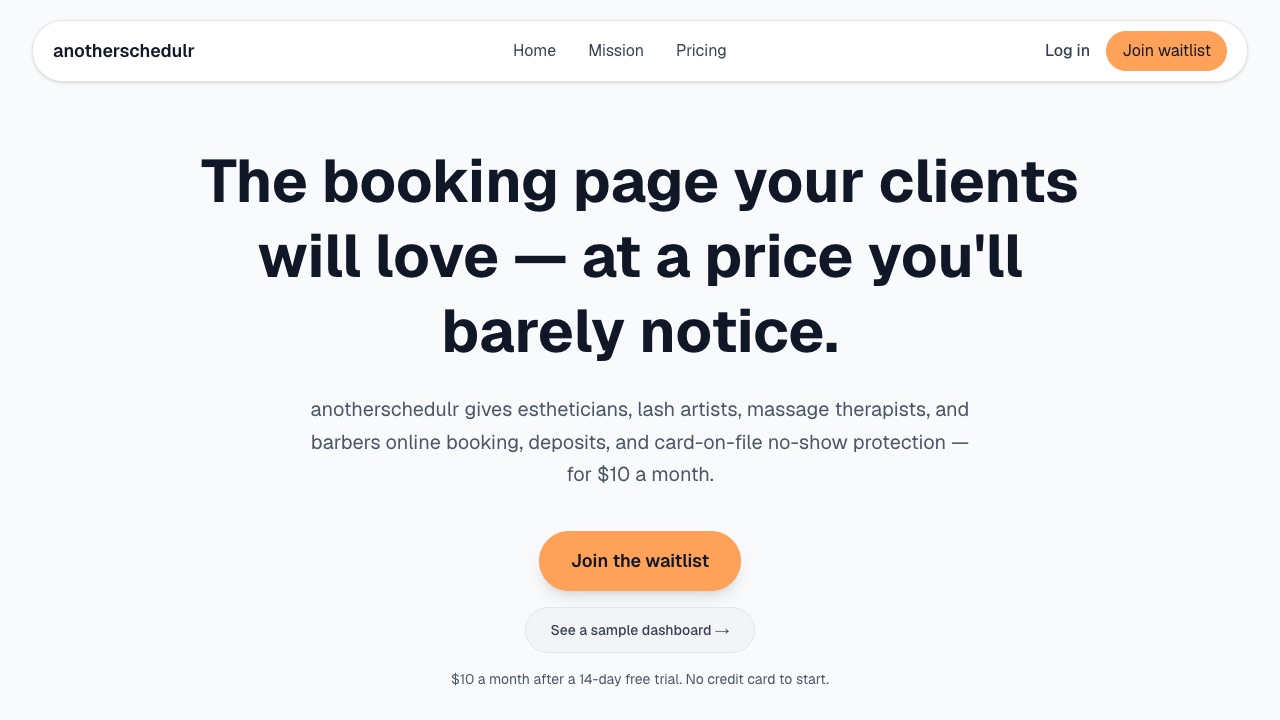 anotherschedulr
Home
Mission
Pricing
Log in
Join waitlist
The booking page your clients
will love — at a price you'll
barely notice.
anotherschedulr gives estheticians, lash artists, massage therapists, and
barbers online booking, deposits, and card-on-file no-show protection —
for $10 a month.
Join the waitlist
See a sample dashboard →
$10 a month after a 14-day free trial. No credit card to start.